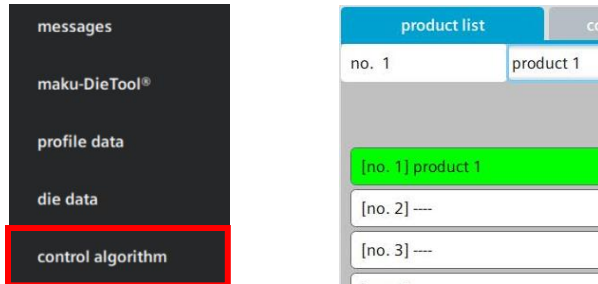 messages
maku-DieTool®
profile data
die data
control algorithm
product list
no. 1 product 1
[no. 1] product 1
[no. 2] ----
[no. 3] ----